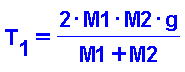 T₁ = 2·M1·M2·g / M1+M2